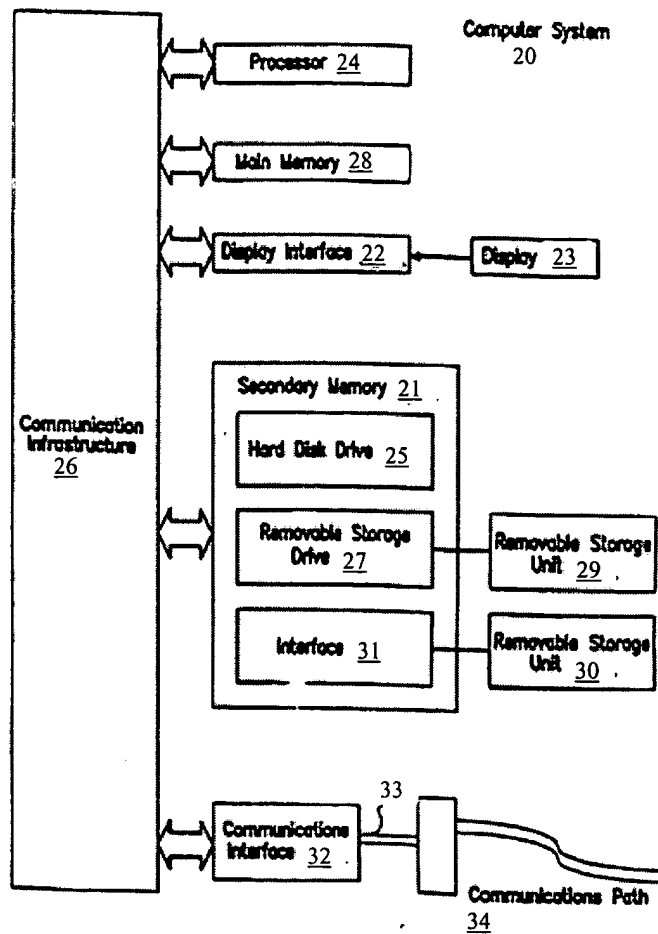 Computer System
20
Processor 24
Main Memory 28
Display Interface 22
Display 23
Communication
Infrastructure
26
Secondary Memory 21
Hard Disk Drive 25
Removable Storage
Drive 27
Removable Storage
Unit 29
Interface 31
Removable Storage
Unit 30
33
Communications
Interface 32
Communications Path
34